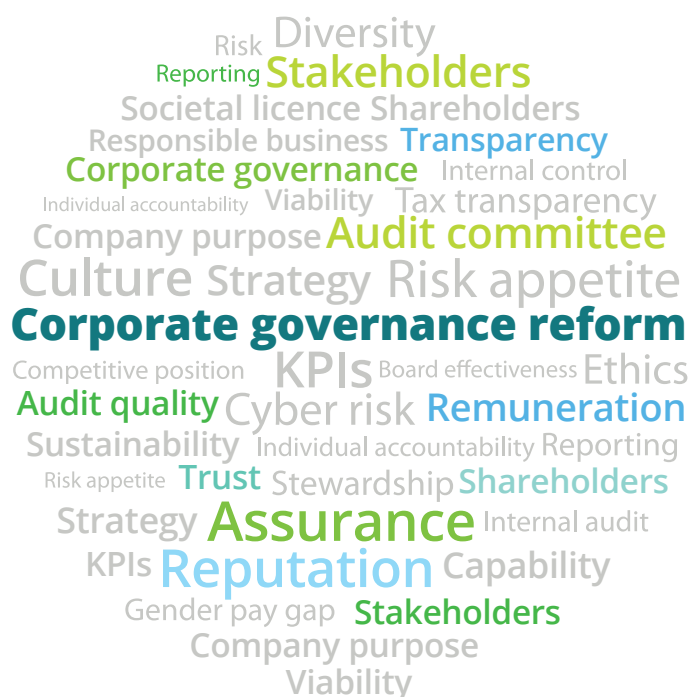 Risk Diversity
Reporting Stakeholders
Societal licence Shareholders
Responsible business Transparency
Corporate governance Internal control
Individual accountability Viability Tax transparency
Company purpose Audit committee
Culture Strategy Risk appetite
Corporate governance reform
Competitive position KPIs Board effectiveness Ethics
Audit quality Cyber risk Remuneration
Sustainability Individual accountability Reporting
Risk appetite Trust Stewardship Shareholders
Strategy Assurance Internal audit
KPIs Reputation Capability
Gender pay gap Stakeholders
Company purpose
Viability